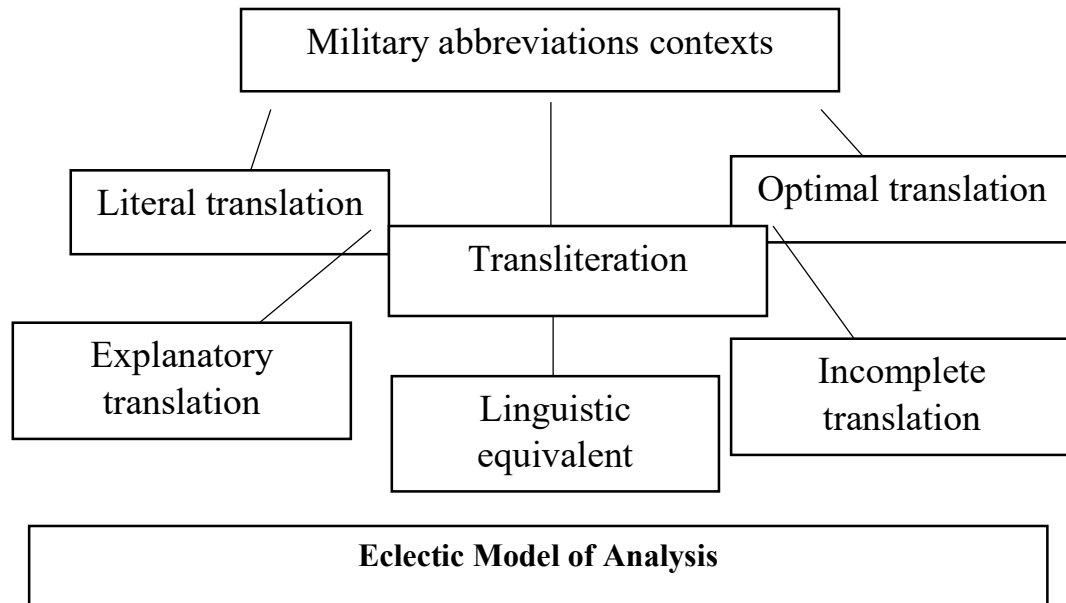 Military abbreviations contexts
Literal translation
Optimal translation
Transliteration
Explanatory
translation
Linguistic
equivalent
Incomplete
translation
Eclectic Model of Analysis